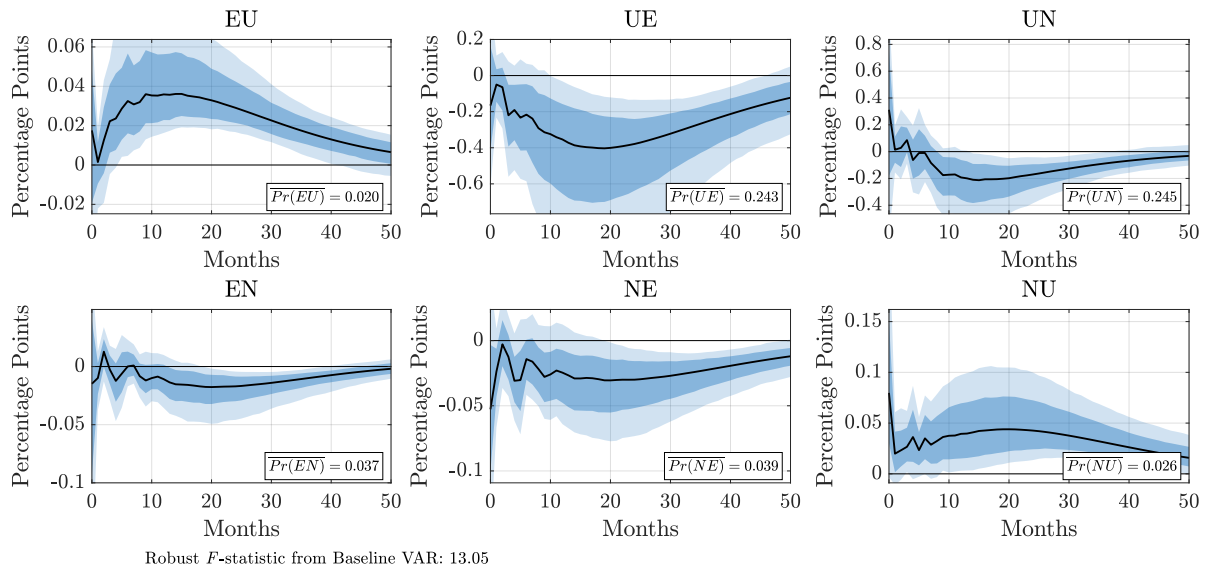 EU
UE
UN
Percentage Points
0.06
0.04
0.02
0
-0.02
Pr(EU) = 0.020
0 10 20 30 40 50
Months
Percentage Points
0.2
0
-0.2
-0.4
-0.6
Pr(UE) = 0.243
0 10 20 30 40 50
Months
Percentage Points
0.8
0.6
0.4
0.2
0
-0.2
-0.4
Pr(UN) = 0.245
0 10 20 30 40 50
Months
EN
NE
NU
Percentage Points
0
-0.05
-0.1
Pr(EN) = 0.037
0 10 20 30 40 50
Months
Percentage Points
0
-0.05
-0.1
Pr(NE) = 0.039
0 10 20 30 40 50
Months
Percentage Points
0.15
0.1
0.05
0
Pr(NU) = 0.026
0 10 20 30 40 50
Months
Robust F-statistic from Baseline VAR: 13.05